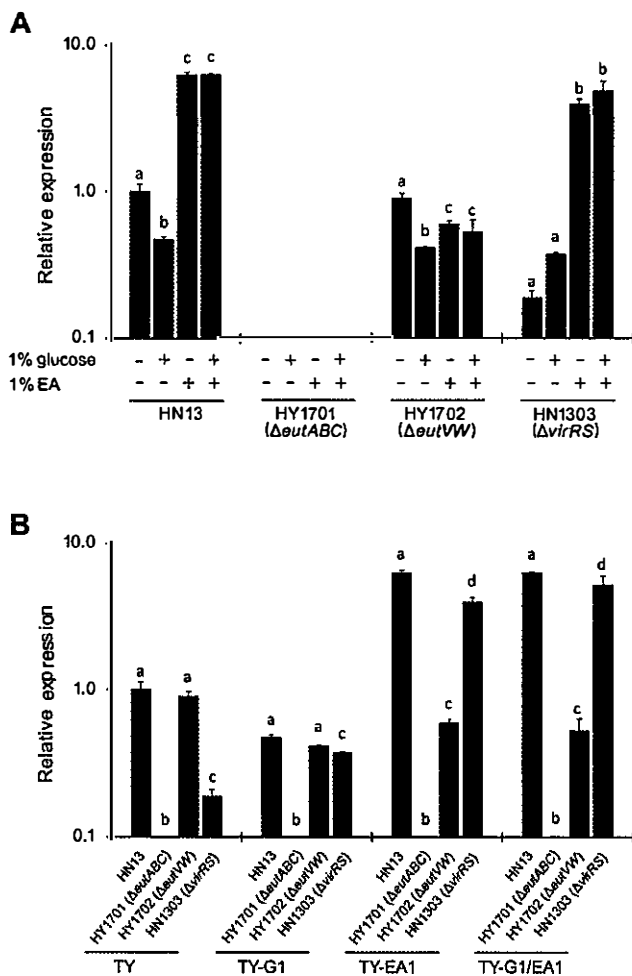 A
10.0
1.0
0.1
Relative expression
a b c c
a b c c
a a b b
1% glucose - + - + - + - + - + - + - + - +
1% EA - - + + - - + + - - + + - - + +
HN13 HY1701 HY1702 HN1303
(ΔeutABC) (ΔeutVW) (ΔvirRS)
B
10.0
1.0
0.1
Relative expression
a b a c
a b a c
a b c d
a b c d
HN13 HY1701 (ΔeutABC) HY1702 (ΔeutVW) HN1303 (ΔvirRS)
HN13 HY1701 (ΔeutABC) HY1702 (ΔeutVW) HN1303 (ΔvirRS)
HN13 HY1701 (ΔeutABC) HY1702 (ΔeutVW) HN1303 (ΔvirRS)
HN13 HY1701 (ΔeutABC) HY1702 (ΔeutVW) HN1303 (ΔvirRS)
TY TY-G1 TY-EA1 TY-G1/EA1